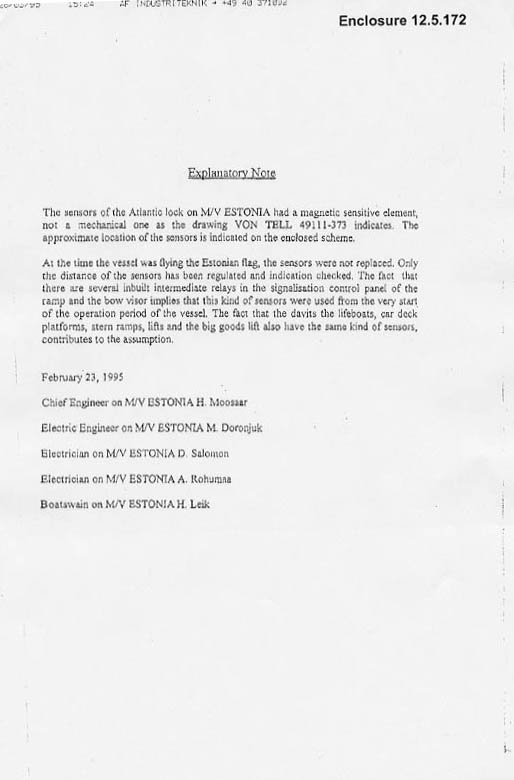 15:24 AF INDUSTRITEKNIK → +49 40 371092
Enclosure 12.5.172
Explanatory Note
The sensors of the Atlantic lock on M/V ESTONIA had a magnetic sensitive element,
not a mechanical one as the drawing VON TELL 49111-373 indicates. The
approximate location of the sensors is indicated on the enclosed scheme.
At the time the vessel was flying the Estonian flag, the sensors were not replaced. Only
the distance of the sensors has been regulated and indication checked. The fact that
there are several inbuilt intermediate relays in the signalisation control panel of the
ramp and the bow visor implies that this kind of sensors were used from the very start
of the operation period of the vessel. The fact that the davits the lifeboats, car deck
platforms, stern ramps, lifts and the big goods lift also have the same kind of sensors,
contributes to the assumption.
February 23, 1995
Chief Engineer on M/V ESTONIA H. Moosaar
Electric Engineer on M/V ESTONIA M. Doronjuk
Electrician on M/V ESTONIA D. Salomon
Electrician on M/V ESTONIA A. Rohumaa
Boatswain on M/V ESTONIA H. Leik